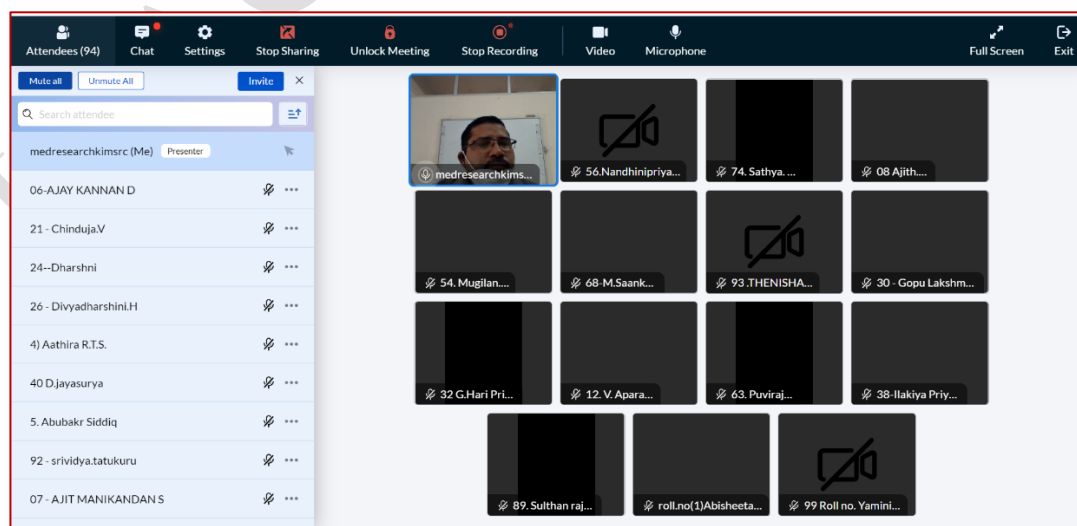 Attendees (94) Chat Settings Stop Sharing Unlock Meeting Stop Recording Video Microphone Full Screen Exit
Mute all Unmute All Invite
Search attendee
medresearchkimsrc (Me) Presenter
06-AJAY KANNAN D
21 - Chinduja.V
24--Dharshni
26 - Divyadharshini.H
4) Aathira R.T.S.
40 D.jayasurya
5. Abubakr Siddiq
92 - srividya.tatukuru
07 - AJIT MANIKANDAN S
medresearchkims... 56.Nandhinipriya... 74. Sathya. ... 08 Ajith....
54. Mugilan.... 68-M.Saank... 93 .THENISHA... 30 - Gopu Lakshm...
32 G.Hari Pri... 12. V. Apara... 63. Puviraj... 38-Ilakiya Priy...
89. Sulthan raj... roll.no(1)Abisheeta... 99 Roll no. Yamini...